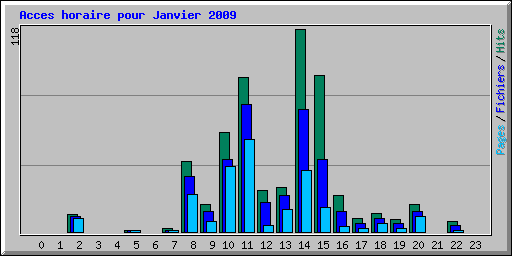 Acces horaire pour Janvier 2009
118
Pages / Fichiers / Hits
0 1 2 3 4 5 6 7 8 9 10 11 12 13 14 15 16 17 18 19 20 21 22 23